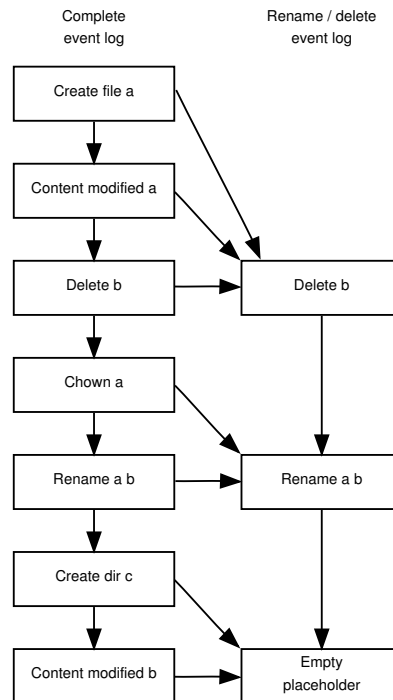 Complete
event log
Rename / delete
event log
Create file a
Content modified a
Delete b
Delete b
Chown a
Rename a b
Rename a b
Create dir c
Content modified b
Empty
placeholder